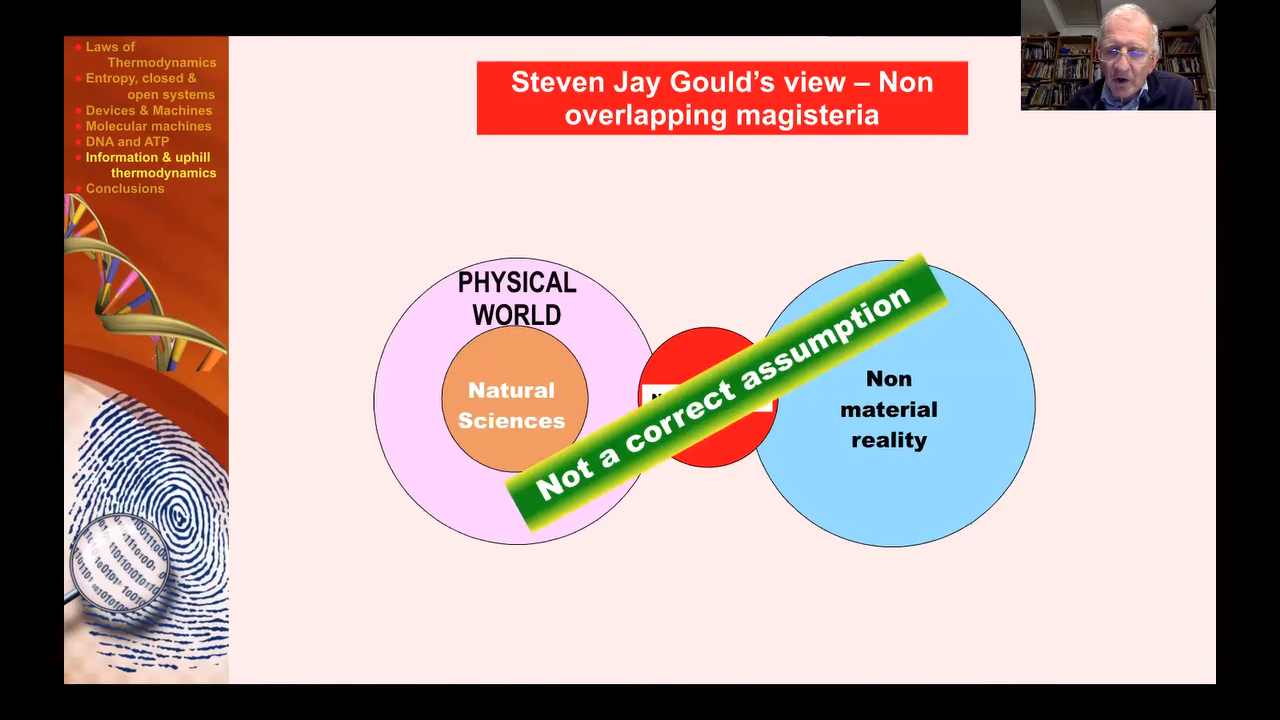 Laws of
Thermodynamics
Entropy, closed &
open systems
Devices & Machines
Molecular machines
DNA and ATP
Information & uphill
thermodynamics
Conclusions
Steven Jay Gould’s view – Non
overlapping magisteria
PHYSICAL
WORLD
Natural
Sciences
Not a correct assumption
Non
material
reality